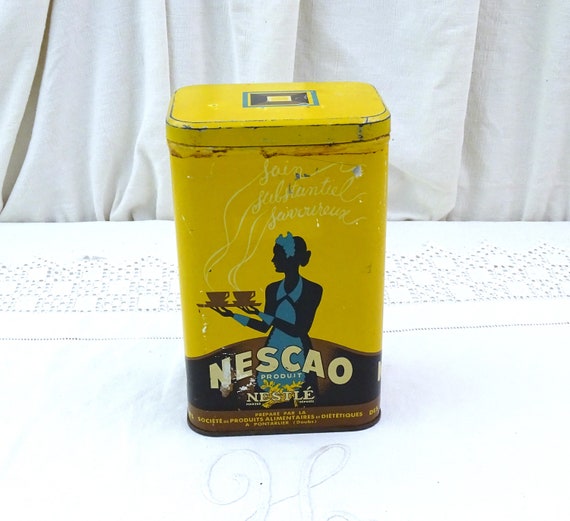 Sain
Substantiel
Savoureux
NESCAO
PRODUIT
NESTLÉ
PRÉPARÉ PAR LA
SOCIÉTÉ DE PRODUITS ALIMENTAIRES ET DIÉTÉTIQUES
A PONTARLIER (Doubs)